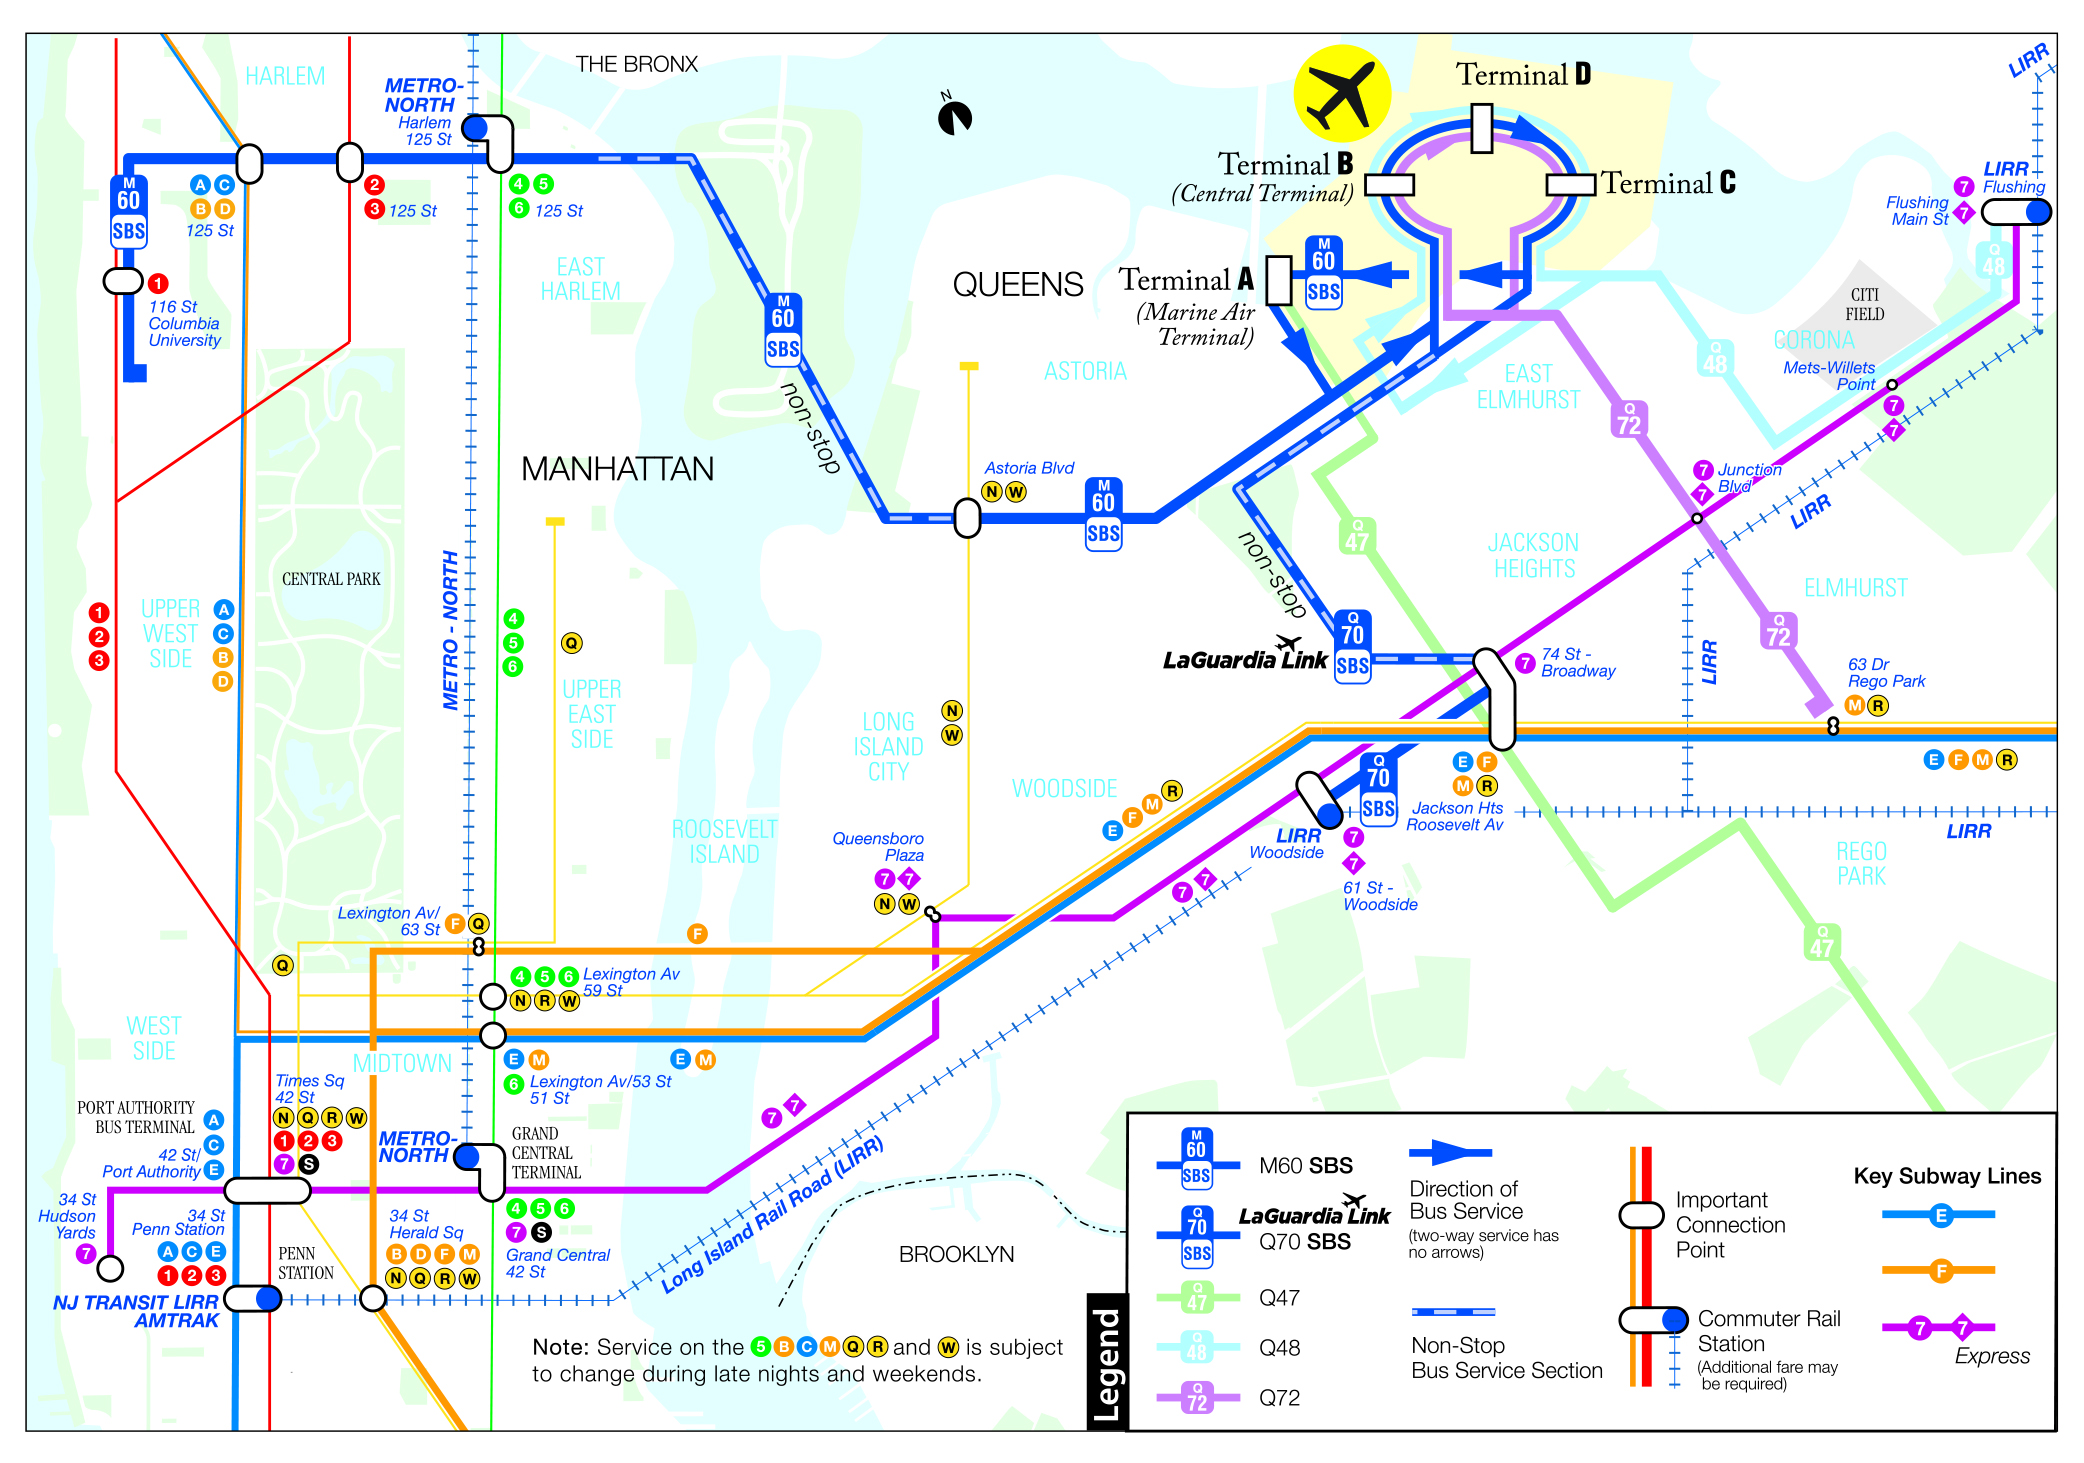 THE BRONX
HARLEM
METRO-
NORTH
Harlem
125 St
N
Terminal D
LIRR
Terminal B
(Central Terminal)
Terminal C
LIRR
7 Flushing
Flushing
Main St 7
M
60
SBS
A C
B D
125 St
2
3 125 St
4 5
6 125 St
1
116 St
Columbia
University
EAST
HARLEM
QUEENS
Terminal A
(Marine Air
Terminal)
M
60
SBS
Q
48
CITI
FIELD
CORONA
Mets-Willets
Point
7
7
M
60
SBS
non-stop
ASTORIA
EAST
ELMHURST
Q
48
Q
72
MANHATTAN
Astoria Blvd
N W
M
60
SBS
7 Junction
7 Blvd
LIRR
Q
47
non-stop
JACKSON
HEIGHTS
ELMHURST
CENTRAL PARK
METRO - NORTH
1
2
3
UPPER
WEST
SIDE
A
C
B
D
4
5
6
Q
UPPER
EAST
SIDE
LaGuardia Link
Q
70
SBS
7 74 St -
Broadway
LIRR
Q
72
63 Dr
Rego Park
M R
N
W
LONG
ISLAND
CITY
WOODSIDE
E F M R
Q
70
SBS
E F
M R
Jackson Hts
Roosevelt Av
E F M R
LIRR
LIRR
Woodside
7
7
61 St -
Woodside
7 7
REGO
PARK
ROOSEVELT
ISLAND
Queensboro
Plaza
7 7
N W
Q
47
Lexington Av/
63 St
F Q
F
Q
4 5 6 Lexington Av
N R W 59 St
WEST
SIDE
MIDTOWN
E M
6 Lexington Av/53 St
51 St
E M
Times Sq
42 St
N Q R W
1 2 3
7 S
PORT AUTHORITY
BUS TERMINAL
A
C
E
42 St/
Port Authority
METRO-
NORTH
GRAND
CENTRAL
TERMINAL
7 7
Long Island Rail Road (LIRR)
34 St
Hudson
Yards
7
34 St
Penn Station
A C E
1 2 3
PENN
STATION
34 St
Herald Sq
B D F M
N Q R W
4 5 6
7 S
Grand Central
42 St
NJ TRANSIT LIRR
AMTRAK
BROOKLYN
Note: Service on the 5 B C M Q R and W is subject
to change during late nights and weekends.
Legend
M
60
SBS
M60 SBS
Q
70
SBS
LaGuardia Link
Q70 SBS
Q
47
Q47
Q
48
Q48
Q
72
Q72
Direction of
Bus Service
(two-way service has
no arrows)
Non-Stop
Bus Service Section
Important
Connection
Point
Commuter Rail
Station
(Additional fare may
be required)
Key Subway Lines
E
F
7 7
Express